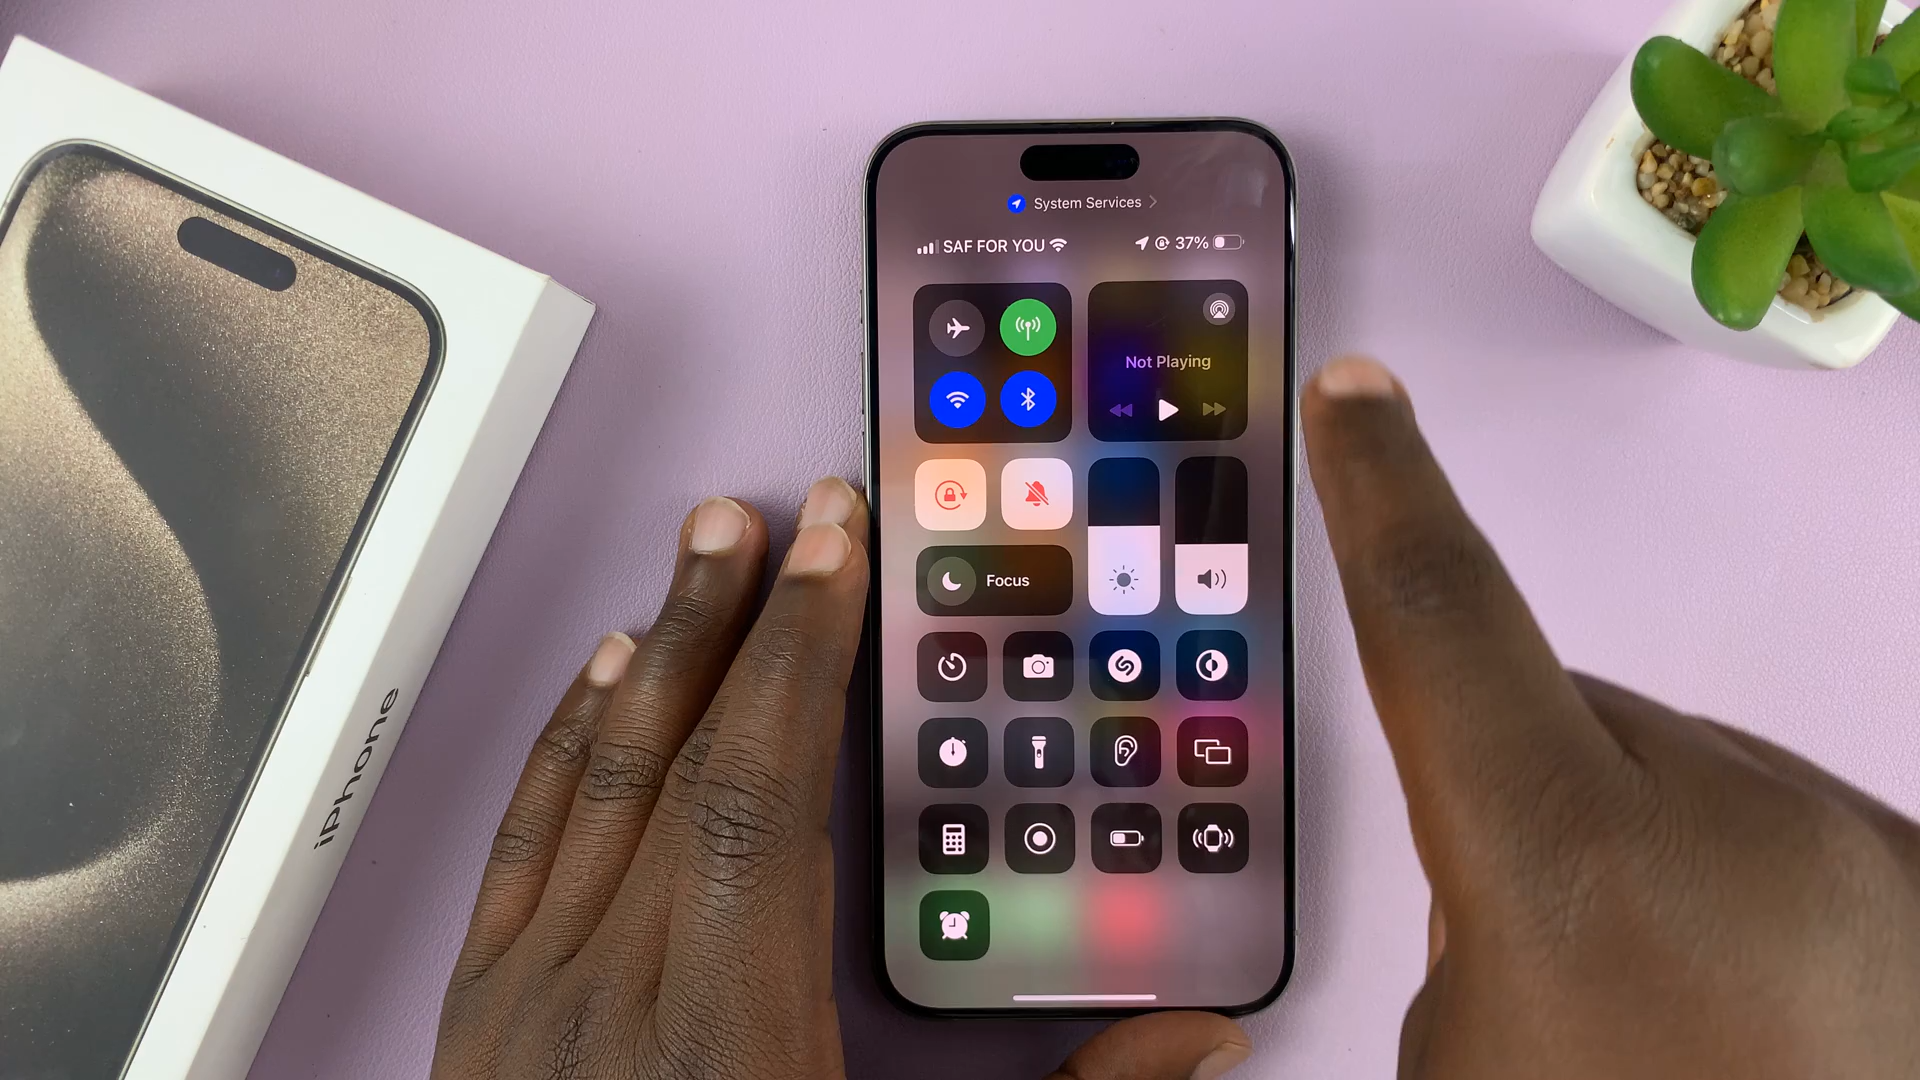 System Services
SAF FOR YOU 37%
Not Playing
Focus
iPhone